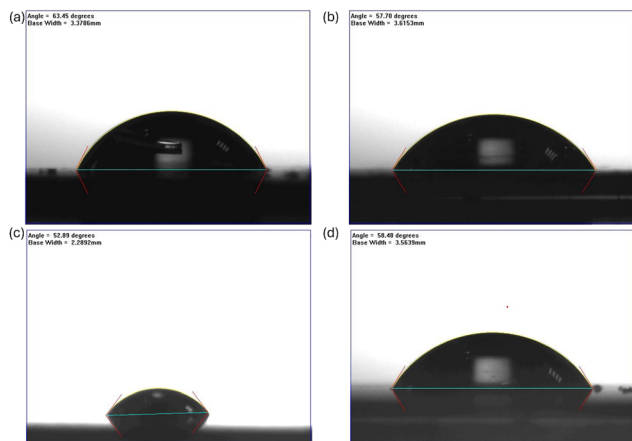 (a)
Angle = 63.45 degrees
Base Width = 3.3786mm
(b)
Angle = 57.70 degrees
Base Width = 3.6153mm
(c)
Angle = 52.89 degrees
Base Width = 2.2892mm
(d)
Angle = 58.48 degrees
Base Width = 3.5639mm